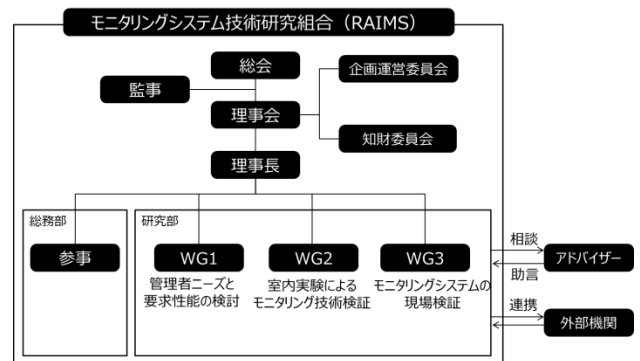 モニタリングシステム技術研究組合（RAIMS）
総会
企画運営委員会
監事
理事会
知財委員会
理事長
総務部
研究部
参事
WG1
WG2
WG3
管理者ニーズと
要求性能の検討
室内実験による
モニタリング技術検証
モニタリングシステムの
現場検証
相談
アドバイザー
助言
連携
外部機関